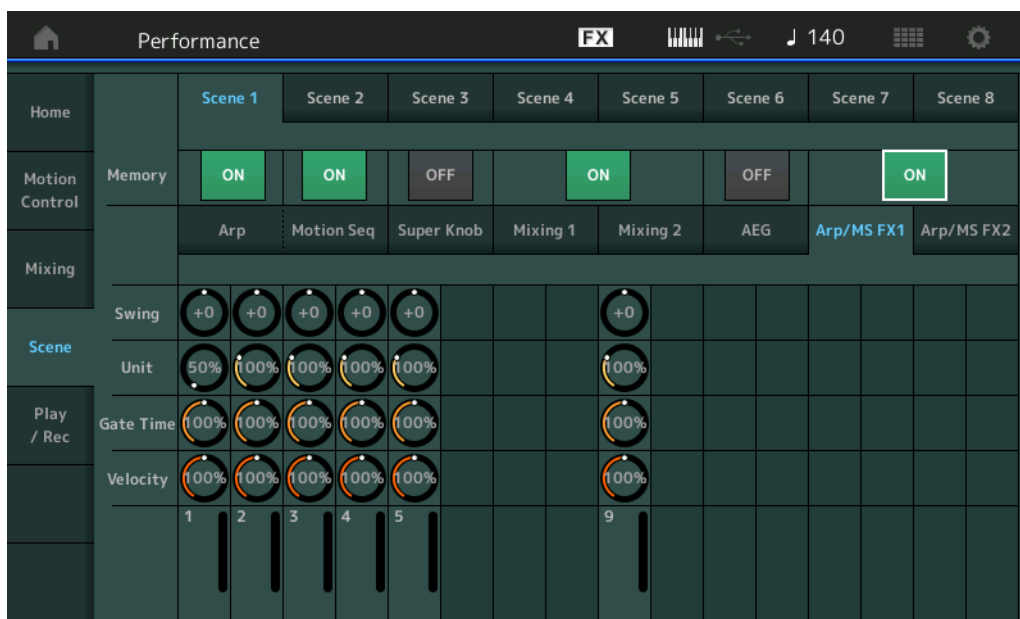 Performance FX 140
Scene 1 Scene 2 Scene 3 Scene 4 Scene 5 Scene 6 Scene 7 Scene 8
Home
Memory ON ON OFF ON OFF ON
Motion
Control
Arp Motion Seq Super Knob Mixing 1 Mixing 2 AEG Arp/MS FX1 Arp/MS FX2
Mixing
Swing +0 +0 +0 +0 +0 +0
Scene
Unit 50% 100% 100% 100% 100% 100%
Play
/ Rec
Gate Time 100% 100% 100% 100% 100% 100%
Velocity 100% 100% 100% 100% 100% 100%
1 2 3 4 5 9